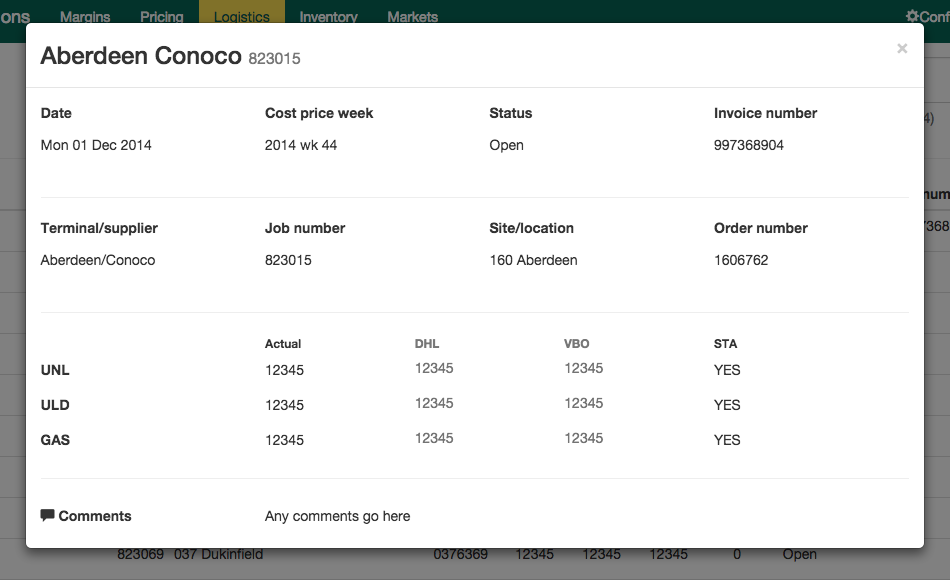 ons Margins Pricing Logistics Inventory Markets Conf
Aberdeen Conoco 823015 ×
4)
Date Cost price week Status Invoice number
Mon 01 Dec 2014 2014 wk 44 Open 997368904
num
Terminal/supplier Job number Site/location Order number
7368
Aberdeen/Conoco 823015 160 Aberdeen 1606762
Actual DHL VBO STA
UNL 12345 12345 12345 YES
ULD 12345 12345 12345 YES
GAS 12345 12345 12345 YES
Comments Any comments go here
823069 037 Dukinfield 0376369 12345 12345 12345 0 Open